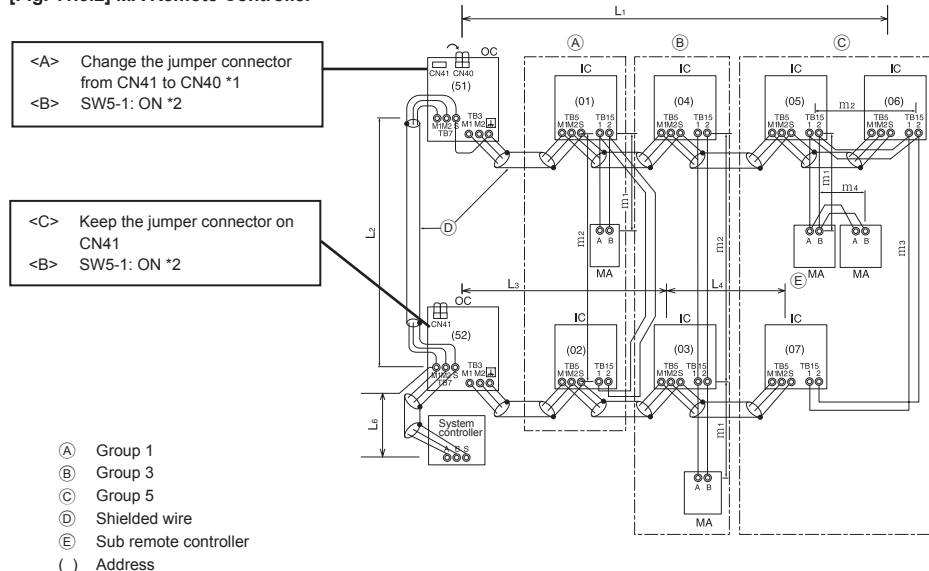 MA Remote Controller
<A> Change the jumper connector
from CN41 to CN40 *1
<B> SW5-1: ON *2
<C> Keep the jumper connector on
CN41
<B> SW5-1: ON *2
L1
A
B
C
OC
CN41 CN40
(51)
TB3
M1 M2 S
M1 M2
TB7
IC
(01)
TB5 TB15
M1M2S 1 2
IC
(04)
TB5 TB15
M1M2S 1 2
IC
(05)
TB5 TB15
M1M2S 1 2
m2
IC
(06)
TB5 TB15
M1M2S 1 2
L2
D
m2
m1
A B
MA
m2
m1
m4
A B
MA
A B
MA
E
m3
L3
L4
OC
CN41
(52)
TB3
M1M2 S
M1 M2
TB7
IC
(02)
TB5 TB15
M1M2S 1 2
IC
(03)
TB5 TB15
M1M2S 1 2
IC
(07)
TB5 TB15
M1M2S 1 2
L6
System
controller
A B S
m1
A B
MA
A Group 1
B Group 3
C Group 5
D Shielded wire
E Sub remote controller
( ) Address